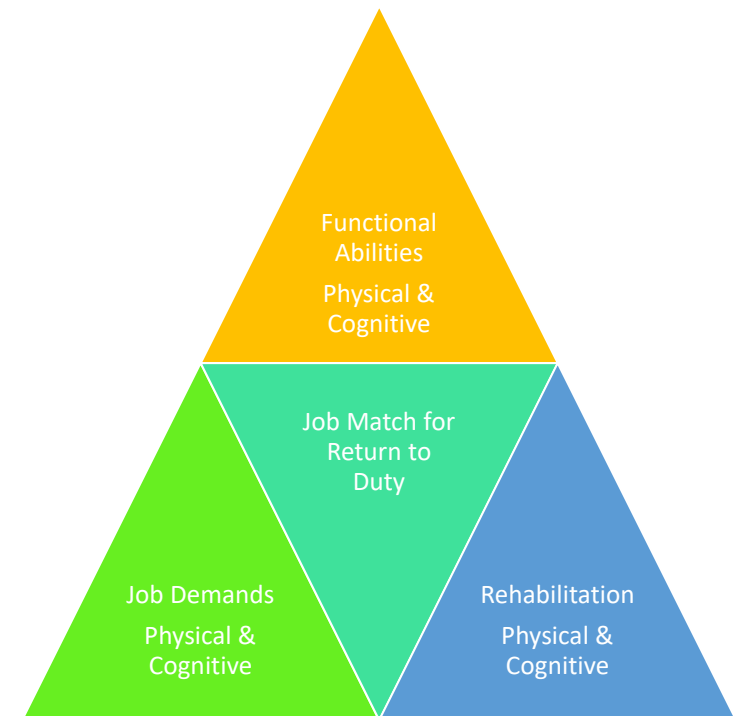 Functional
Abilities
Physical &
Cognitive
Job Match for
Return to
Duty
Job Demands
Physical &
Cognitive
Rehabilitation
Physical &
Cognitive